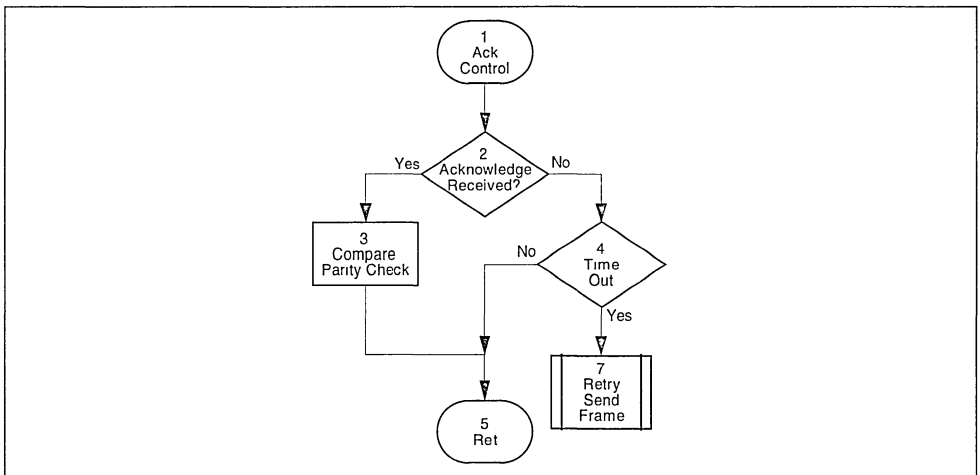 1
Ack
Control
2
Acknowledge
Received?
Yes
No
3
Compare
Parity Check
4
Time
Out
No
Yes
7
Retry
Send
Frame
5
Ret